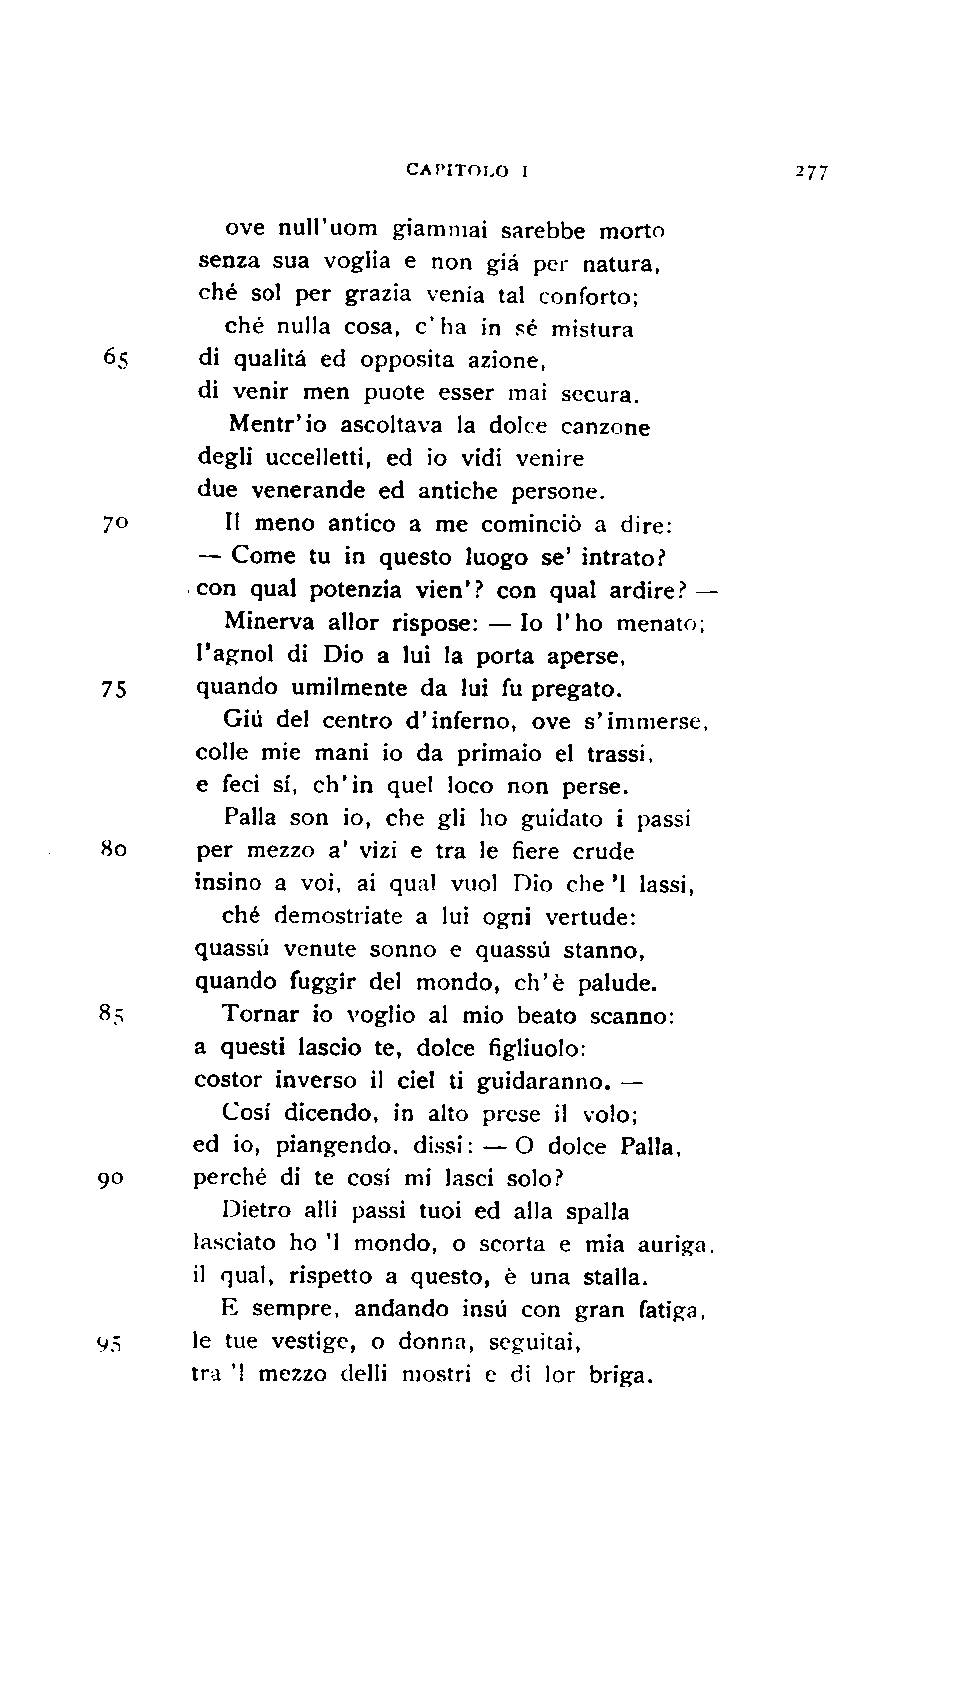 CAPITOLO I 277
ove null'uom giammai sarebbe morto
senza sua voglia e non giá per natura,
ché sol per grazia venía tal conforto;
ché nulla cosa, c'ha in sé mistura
65 di qualitá ed opposita azione,
di venir men puote esser mai secura.
Mentr'io ascoltava la dolce canzone
degli uccelletti, ed io vidi venire
due venerande ed antiche persone.
70 Il meno antico a me cominciò a dire:
— Come tu in questo luogo se' intrato?
con qual potenzia vien'? con qual ardire? —
Minerva allor rispose: — Io l'ho menato;
l'agnol di Dio a lui la porta aperse,
75 quando umilmente da lui fu pregato.
Giú del centro d'inferno, ove s'immerse,
colle mie mani io da primaio el trassi,
e feci sí, ch'in quel loco non perse.
Palla son io, che gli ho guidato i passi
80 per mezzo a' vizi e tra le fiere crude
insino a voi, ai qual vuol Dio che 'l lassi,
ché demostriate a lui ogni vertude:
quassú venute sonno e quassú stanno,
quando fuggir del mondo, ch'è palude.
85 Tornar io voglio al mio beato scanno:
a questi lascio te, dolce figliuolo:
costor inverso il ciel ti guidaranno. —
Cosí dicendo, in alto prese il volo;
ed io, piangendo, dissi: — O dolce Palla,
90 perché di te cosí mi lasci solo?
Dietro alli passi tuoi ed alla spalla
lasciato ho 'l mondo, o scorta e mia auriga,
il qual, rispetto a questo, è una stalla.
E sempre, andando insú con gran fatiga,
95 le tue vestige, o donna, seguitai,
tra 'l mezzo delli mostri e di lor briga.